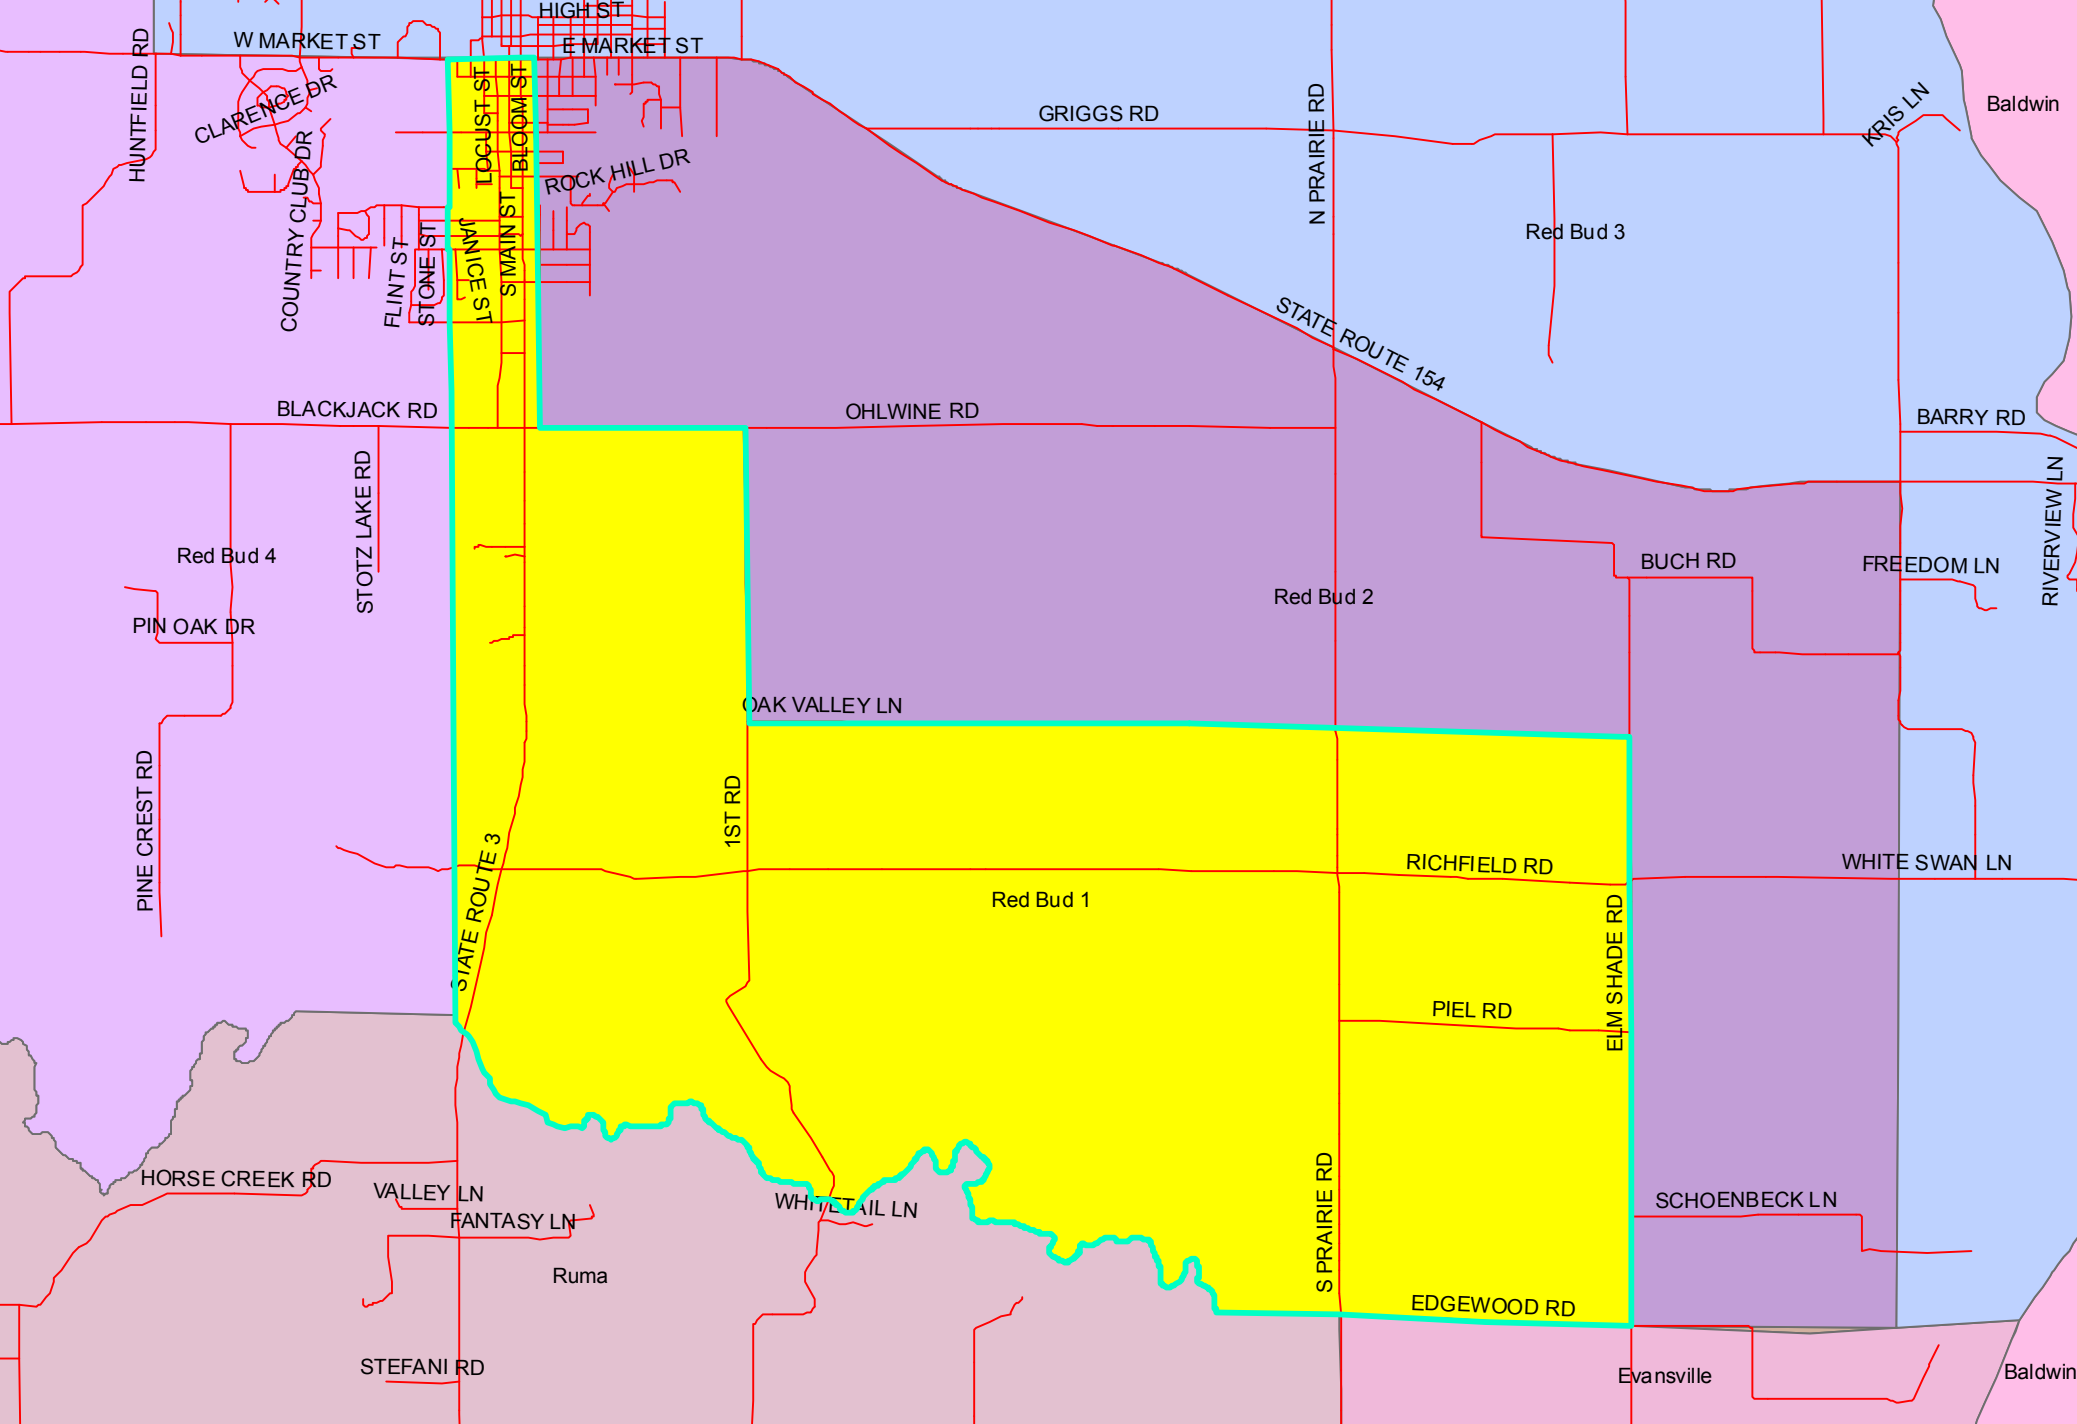 HIGH ST
W MARKET ST
E MARKET ST
HUNTFIELD RD
CLARENCE DR
COUNTRY CLUB DR
LOCUST ST
BLOOM ST
ROCK HILL DR
GRIGGS RD
N PRAIRIE RD
KRIS LN
Baldwin
Red Bud 3
FLINT ST
STONE ST
JANICE ST
S MAIN ST
STATE ROUTE 154
BLACKJACK RD
OHLWINE RD
BARRY RD
STOTZ LAKE RD
Red Bud 4
PIN OAK DR
Red Bud 2
BUCH RD
FREEDOM LN
RIVERVIEW LN
OAK VALLEY LN
PINE CREST RD
1ST RD
STATE ROUTE 3
RICHFIELD RD
WHITE SWAN LN
Red Bud 1
ELM SHADE RD
PIEL RD
HORSE CREEK RD
VALLEY LN
FANTASY LN
WHITETAIL LN
S PRAIRIE RD
SCHOENBECK LN
Ruma
EDGEWOOD RD
STEFANI RD
Evansville
Baldwin